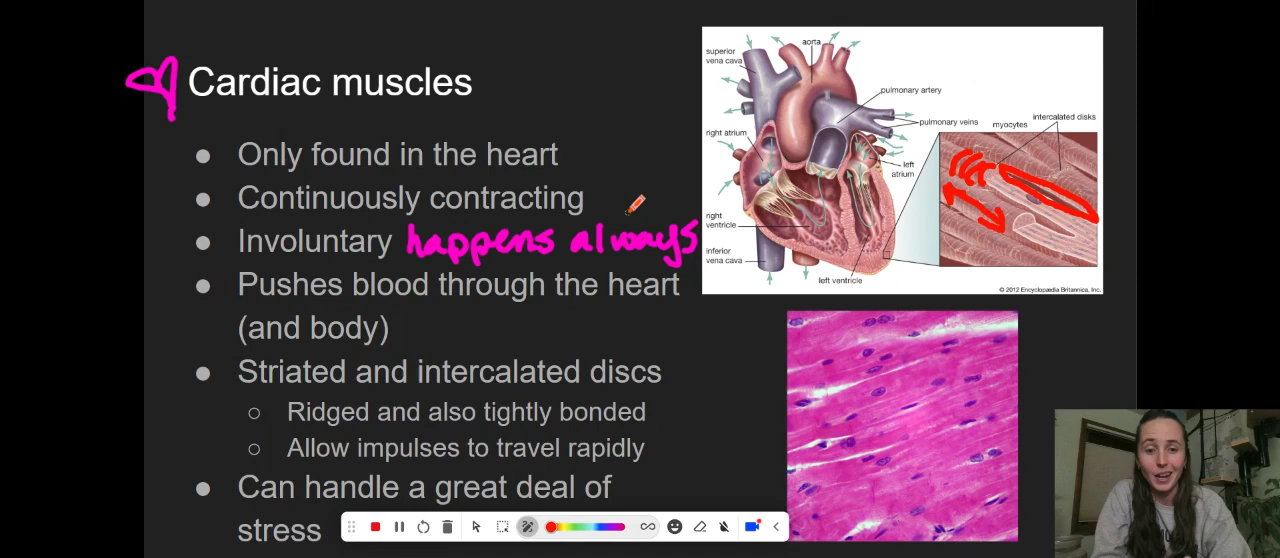 Cardiac muscles
● Only found in the heart
● Continuously contracting
● Involuntary happens always
● Pushes blood through the heart
(and body)
● Striated and intercalated discs
○ Ridged and also tightly bonded
○ Allow impulses to travel rapidly
● Can handle a great deal of
stress
aorta
superior
vena cava
pulmonary artery
pulmonary veins
intercalated disks
myocytes
right atrium
left
atrium
right
ventricle
inferior
vena cava
left ventricle
© 2012 Encyclopædia Britannica, Inc.